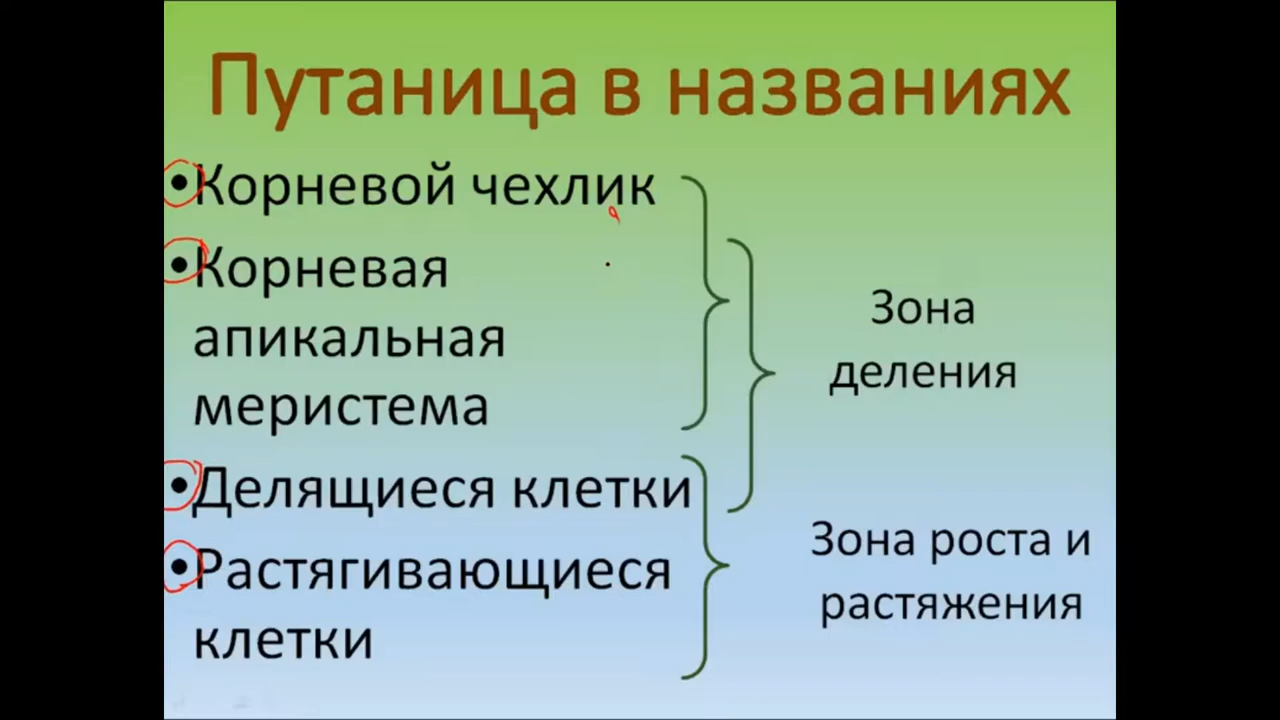 Путаница в названиях
•Корневой чехлик
•Корневая
апикальная
меристема
•Делящиеся клетки
•Растягивающиеся
клетки
Зона
деления
Зона роста и
растяжения